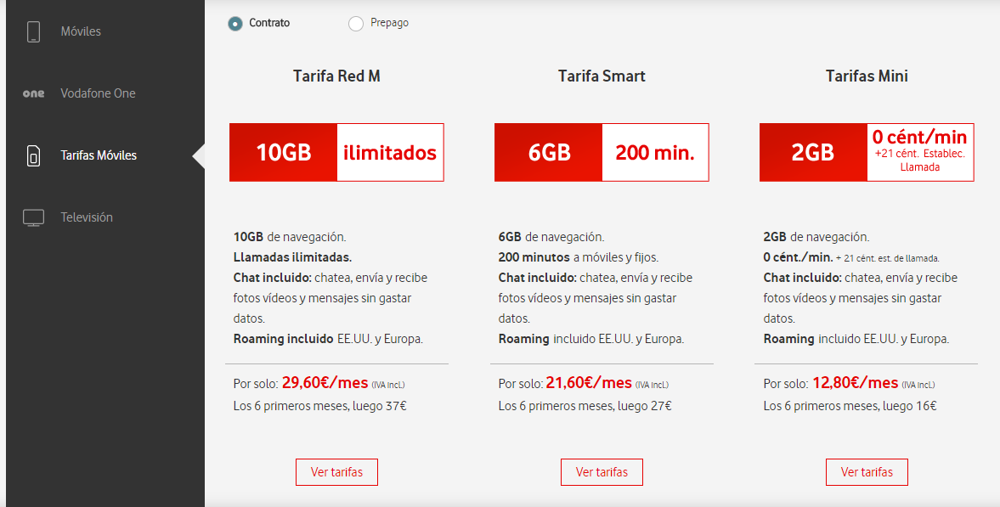 Móviles
one Vodafone One
Tarifas Móviles
Televisión
Contrato Prepago
Tarifa Red M
10GB ilimitados
10GB de navegación.
Llamadas ilimitadas.
Chat incluido: chatea, envía y recibe
fotos vídeos y mensajes sin gastar
datos.
Roaming incluido EE.UU. y Europa.
Por solo: 29,60€/mes (IVA incl.)
Los 6 primeros meses, luego 37€
Ver tarifas
Tarifa Smart
6GB 200 min.
6GB de navegación.
200 minutos a móviles y fijos.
Chat incluido: chatea, envía y recibe
fotos vídeos y mensajes sin gastar
datos.
Roaming incluido EE.UU. y Europa.
Por solo: 21,60€/mes (IVA incl.)
Los 6 primeros meses, luego 27€
Ver tarifas
Tarifas Mini
2GB 0 cént/min
+21 cént. Establec.
Llamada
2GB de navegación.
0 cént./min. + 21 cént. est. de llamada.
Chat incluido: chatea, envía y recibe
fotos vídeos y mensajes sin gastar
datos.
Roaming incluido EE.UU. y Europa.
Por solo: 12,80€/mes (IVA incl.)
Los 6 primeros meses, luego 16€
Ver tarifas